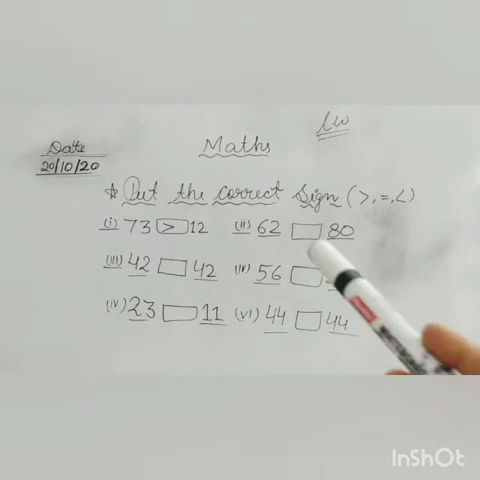 Date
20/10/20
Maths
* Put the correct Sign (>, =, <)
(i) 73 > 12 (ii) 62 80
(iii) 42 42 (iv) 56
(iv) 23 11 (vi) 44 44
InShOt